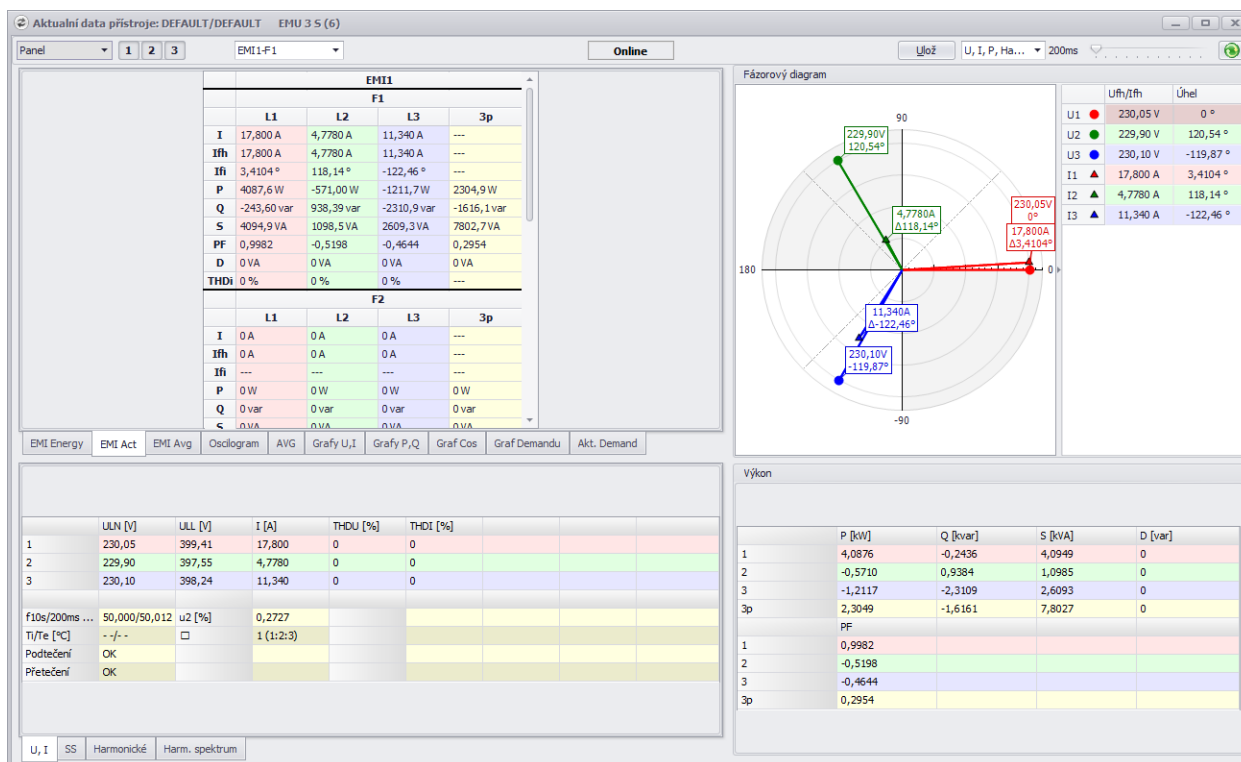 Aktualní data přístroje: DEFAULT/DEFAULT EMU 3 S (6)
Panel 1 2 3 EMI1-F1 Online Ulož U, I, P, Ha... 200ms
EMI1
F1
L1 L2 L3 3p
I 17,800 A 4,7780 A 11,340 A ---
Ifh 17,800 A 4,7780 A 11,340 A ---
Ifi 3,4104 ° 118,14 ° -122,46 ° ---
P 4087,6 W -571,00 W -1211,7 W 2304,9 W
Q -243,60 var 938,39 var -2310,9 var -1616,1 var
S 4094,9 VA 1098,5 VA 2609,3 VA 7802,7 VA
PF 0,9982 -0,5198 -0,4644 0,2954
D 0 VA 0 VA 0 VA 0 VA
THDi 0 % 0 % 0 % ---
F2
L1 L2 L3 3p
I 0 A 0 A 0 A ---
Ifh 0 A 0 A 0 A ---
Ifi --- --- --- ---
P 0 W 0 W 0 W 0 W
Q 0 var 0 var 0 var 0 var
S 0 VA 0 VA 0 VA 0 VA
EMI Energy EMI Act EMI Avg Oscilogram AVG Grafy U,I Grafy P,Q Graf Cos Graf Demandu Akt. Demand
Fázorový diagram
90
229,90V
120,54°
4,7780A
Δ118,14°
230,05V
0°
17,800A
Δ3,4104°
180
0
11,340A
Δ-122,46°
230,10V
-119,87°
-90
Ufh/Ifh Úhel
U1 230,05 V 0 °
U2 229,90 V 120,54 °
U3 230,10 V -119,87 °
I1 17,800 A 3,4104 °
I2 4,7780 A 118,14 °
I3 11,340 A -122,46 °
ULN [V] ULL [V] I [A] THDU [%] THDI [%]
1 230,05 399,41 17,800 0 0
2 229,90 397,55 4,7780 0 0
3 230,10 398,24 11,340 0 0
f10s/200ms ... 50,000/50,012 u2 [%] 0,2727
Ti/Te [°C] - -/- - □ 1 (1:2:3)
Podtečení OK
Přetečení OK
U, I SS Harmonické Harm. spektrum
Výkon
P [kW] Q [kvar] S [kVA] D [var]
1 4,0876 -0,2436 4,0949 0
2 -0,5710 0,9384 1,0985 0
3 -1,2117 -2,3109 2,6093 0
3p 2,3049 -1,6161 7,8027 0
PF
1 0,9982
2 -0,5198
3 -0,4644
3p 0,2954